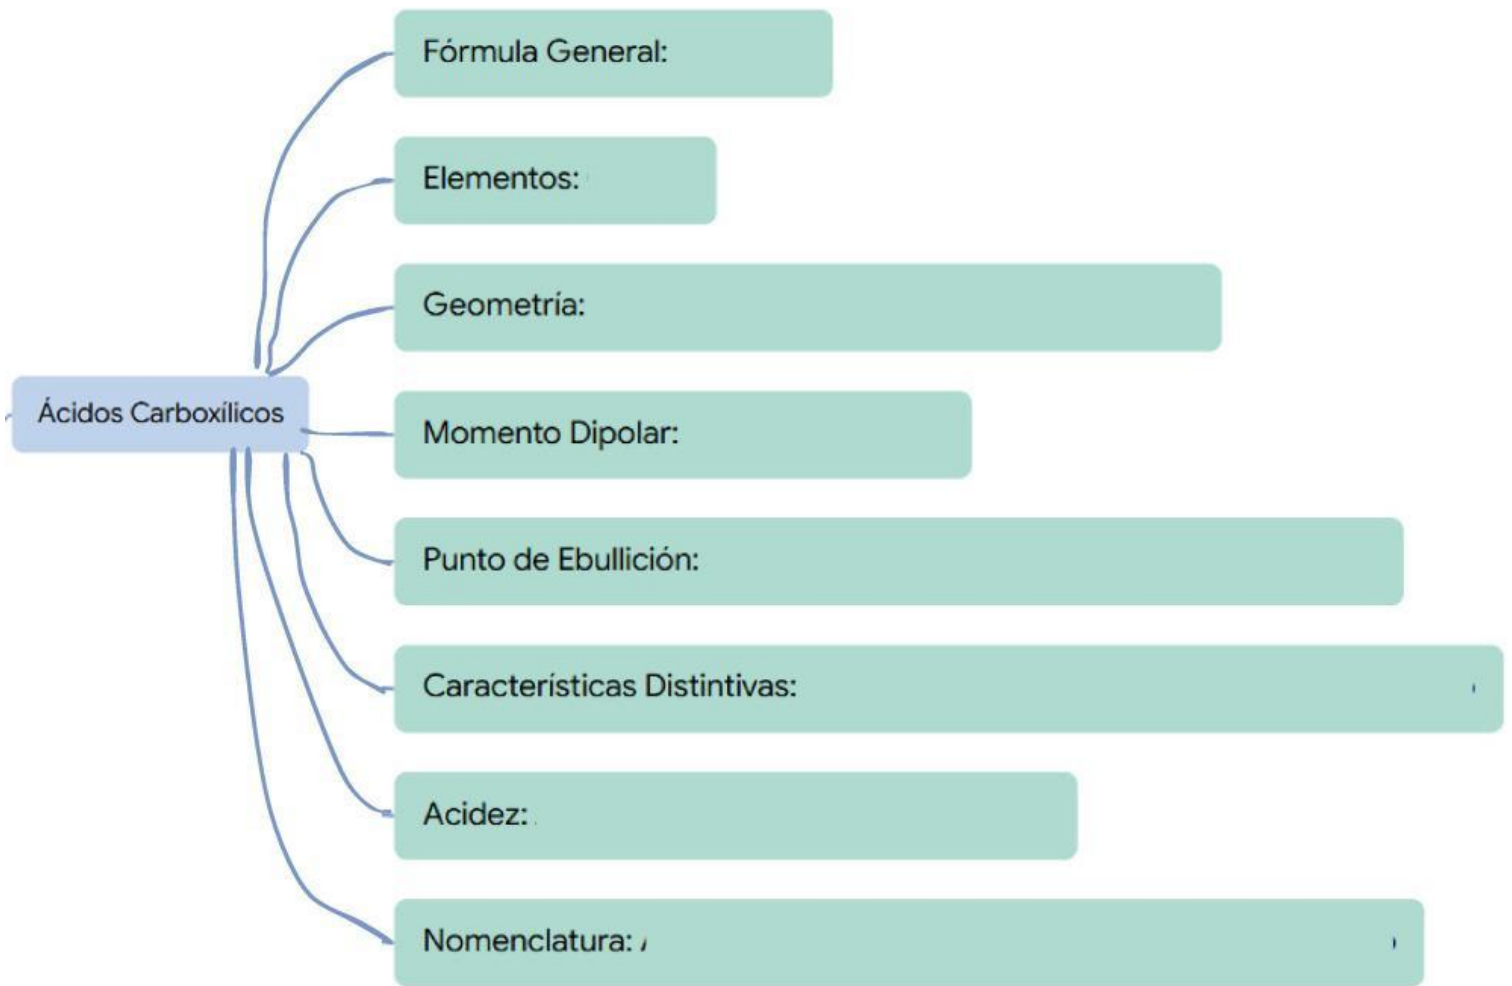 Fórmula General:
Elementos:
Geometría:
Ácidos Carboxílicos
Momento Dipolar:
Punto de Ebullición:
Características Distintivas:
Acidez:
Nomenclatura: